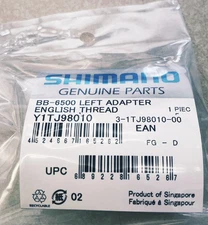 SHIMANO
GENUINE PARTS
BB-6500 LEFT ADAPTER
ENGLISH THREAD 1 PIEC
Y1TJ98010 3-1TJ98010-00
EAN
FG - D
UPC
RECYCLABLE
02
Product of Singapore
Fabriqué à Singapour